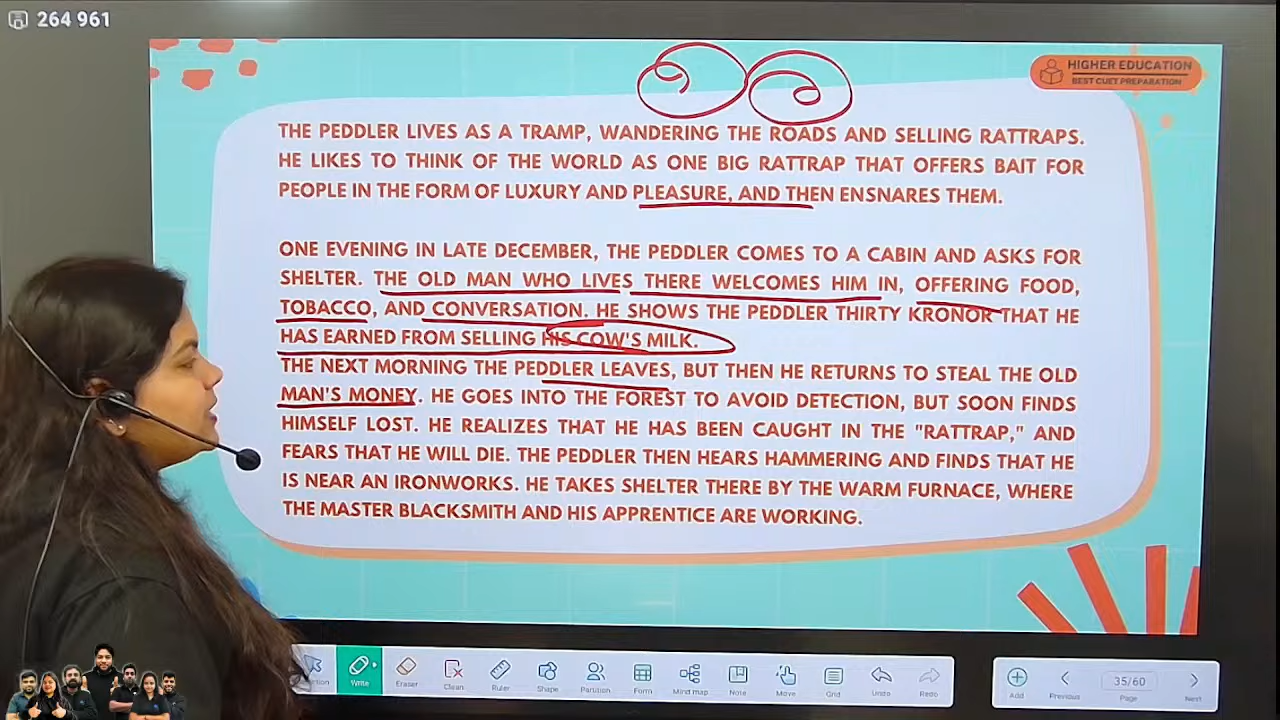 264 961
HIGHER EDUCATION
BEST CUET PREPARATION
THE PEDDLER LIVES AS A TRAMP, WANDERING THE ROADS AND SELLING RATTRAPS.
HE LIKES TO THINK OF THE WORLD AS ONE BIG RATTRAP THAT OFFERS BAIT FOR
PEOPLE IN THE FORM OF LUXURY AND PLEASURE, AND THEN ENSNARES THEM.
ONE EVENING IN LATE DECEMBER, THE PEDDLER COMES TO A CABIN AND ASKS FOR
SHELTER. THE OLD MAN WHO LIVES THERE WELCOMES HIM IN, OFFERING FOOD,
TOBACCO, AND CONVERSATION. HE SHOWS THE PEDDLER THIRTY KRONOR THAT HE
HAS EARNED FROM SELLING HIS COW'S MILK.
THE NEXT MORNING THE PEDDLER LEAVES, BUT THEN HE RETURNS TO STEAL THE OLD
MAN'S MONEY. HE GOES INTO THE FOREST TO AVOID DETECTION, BUT SOON FINDS
HIMSELF LOST. HE REALIZES THAT HE HAS BEEN CAUGHT IN THE "RATTRAP," AND
FEARS THAT HE WILL DIE. THE PEDDLER THEN HEARS HAMMERING AND FINDS THAT HE
IS NEAR AN IRONWORKS. HE TAKES SHELTER THERE BY THE WARM FURNACE, WHERE
THE MASTER BLACKSMITH AND HIS APPRENTICE ARE WORKING.
Write Eraser Clean Ruler Shape Partition Form Mind map Note Move Grid Undo Redo
Add Previous 35/60 Page Next